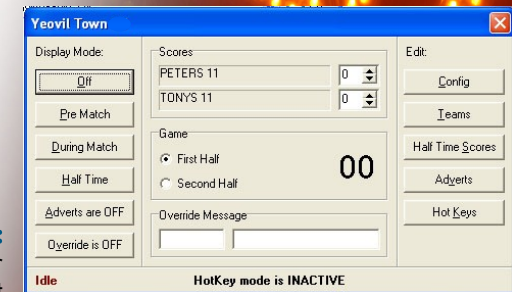 Yeovil Town
Display Mode:
Off
Pre Match
During Match
Half Time
Adverts are OFF
Override is OFF
Scores
PETERS 11 0
TONYS 11 0
Game
First Half
Second Half
00
Override Message
Edit:
Config
Teams
Half Time Scores
Adverts
Hot Keys
Idle HotKey mode is INACTIVE